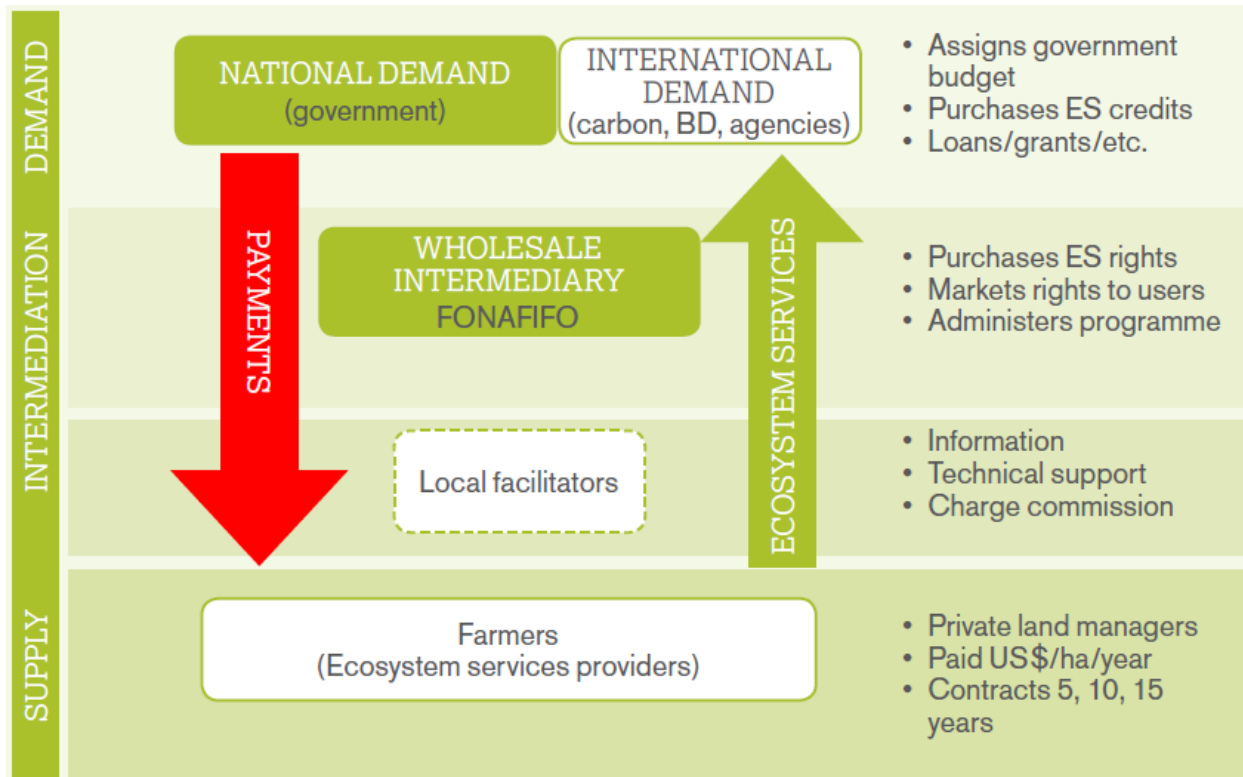 DEMAND
NATIONAL DEMAND
(government)
INTERNATIONAL
DEMAND
(carbon, BD, agencies)
• Assigns government
budget
• Purchases ES credits
• Loans/grants/etc.
INTERMEDIATION
PAYMENTS
WHOLESALE
INTERMEDIARY
FONAFIFO
ECOSYSTEM SERVICES
• Purchases ES rights
• Markets rights to users
• Administers programme
Local facilitators
• Information
• Technical support
• Charge commission
SUPPLY
Farmers
(Ecosystem services providers)
• Private land managers
• Paid US$/ha/year
• Contracts 5, 10, 15
years